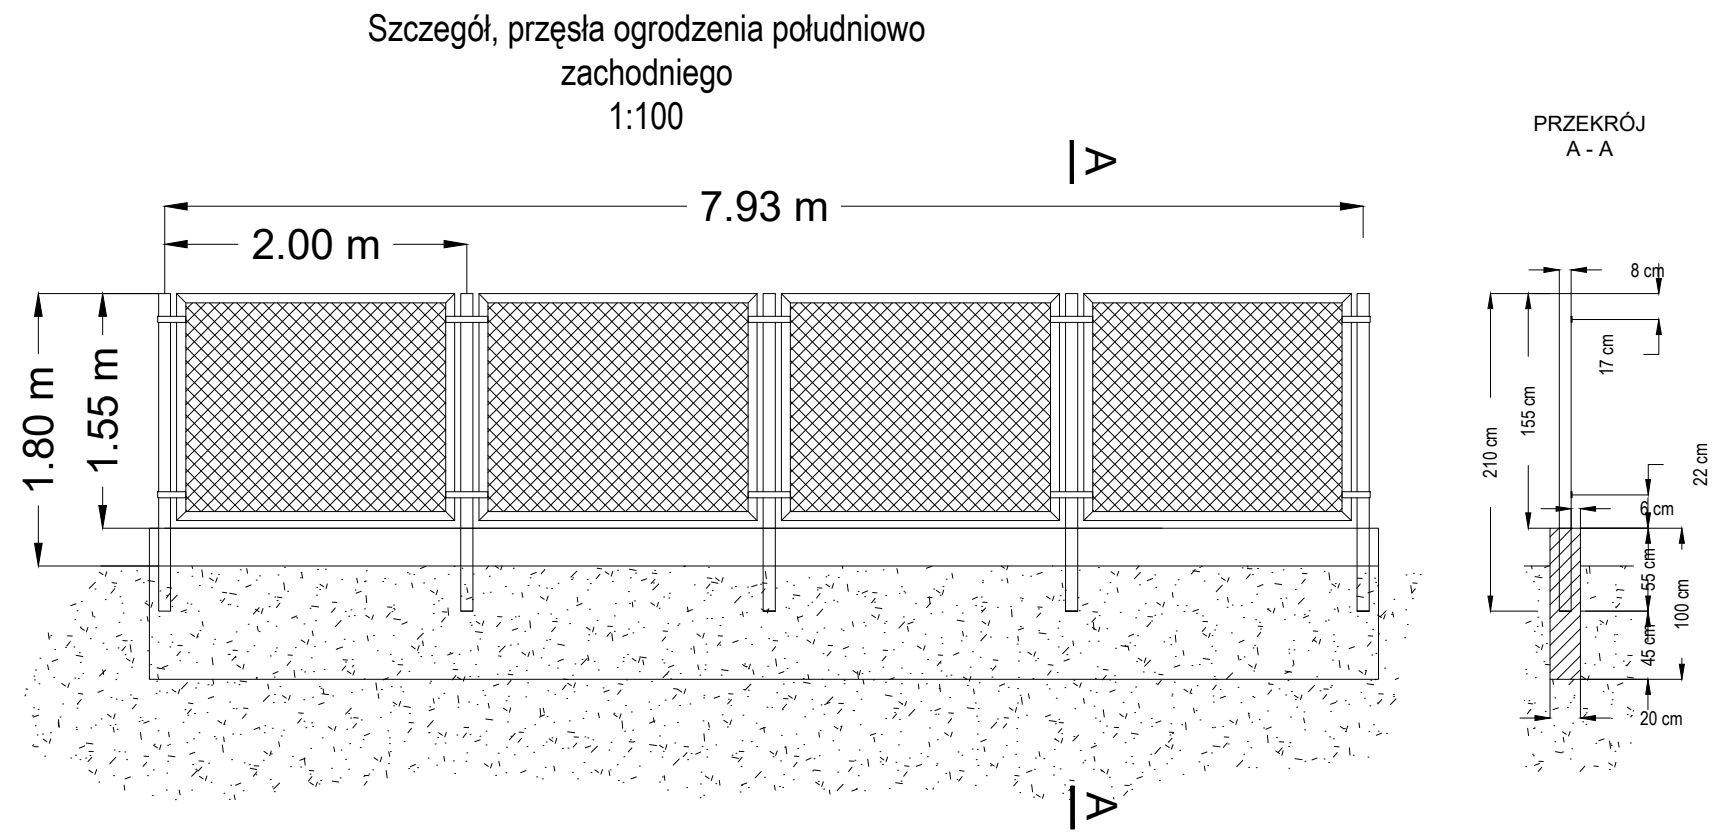 Szczegół, przęsła ogrodzenia południowo
zachodniego
1:100
PRZEKRÓJ
A - A
A
7.93 m
2.00 m
1.80 m
1.55 m
8 cm
17 cm
155 cm
210 cm
22 cm
6 cm
55 cm
100 cm
45 cm
20 cm
A